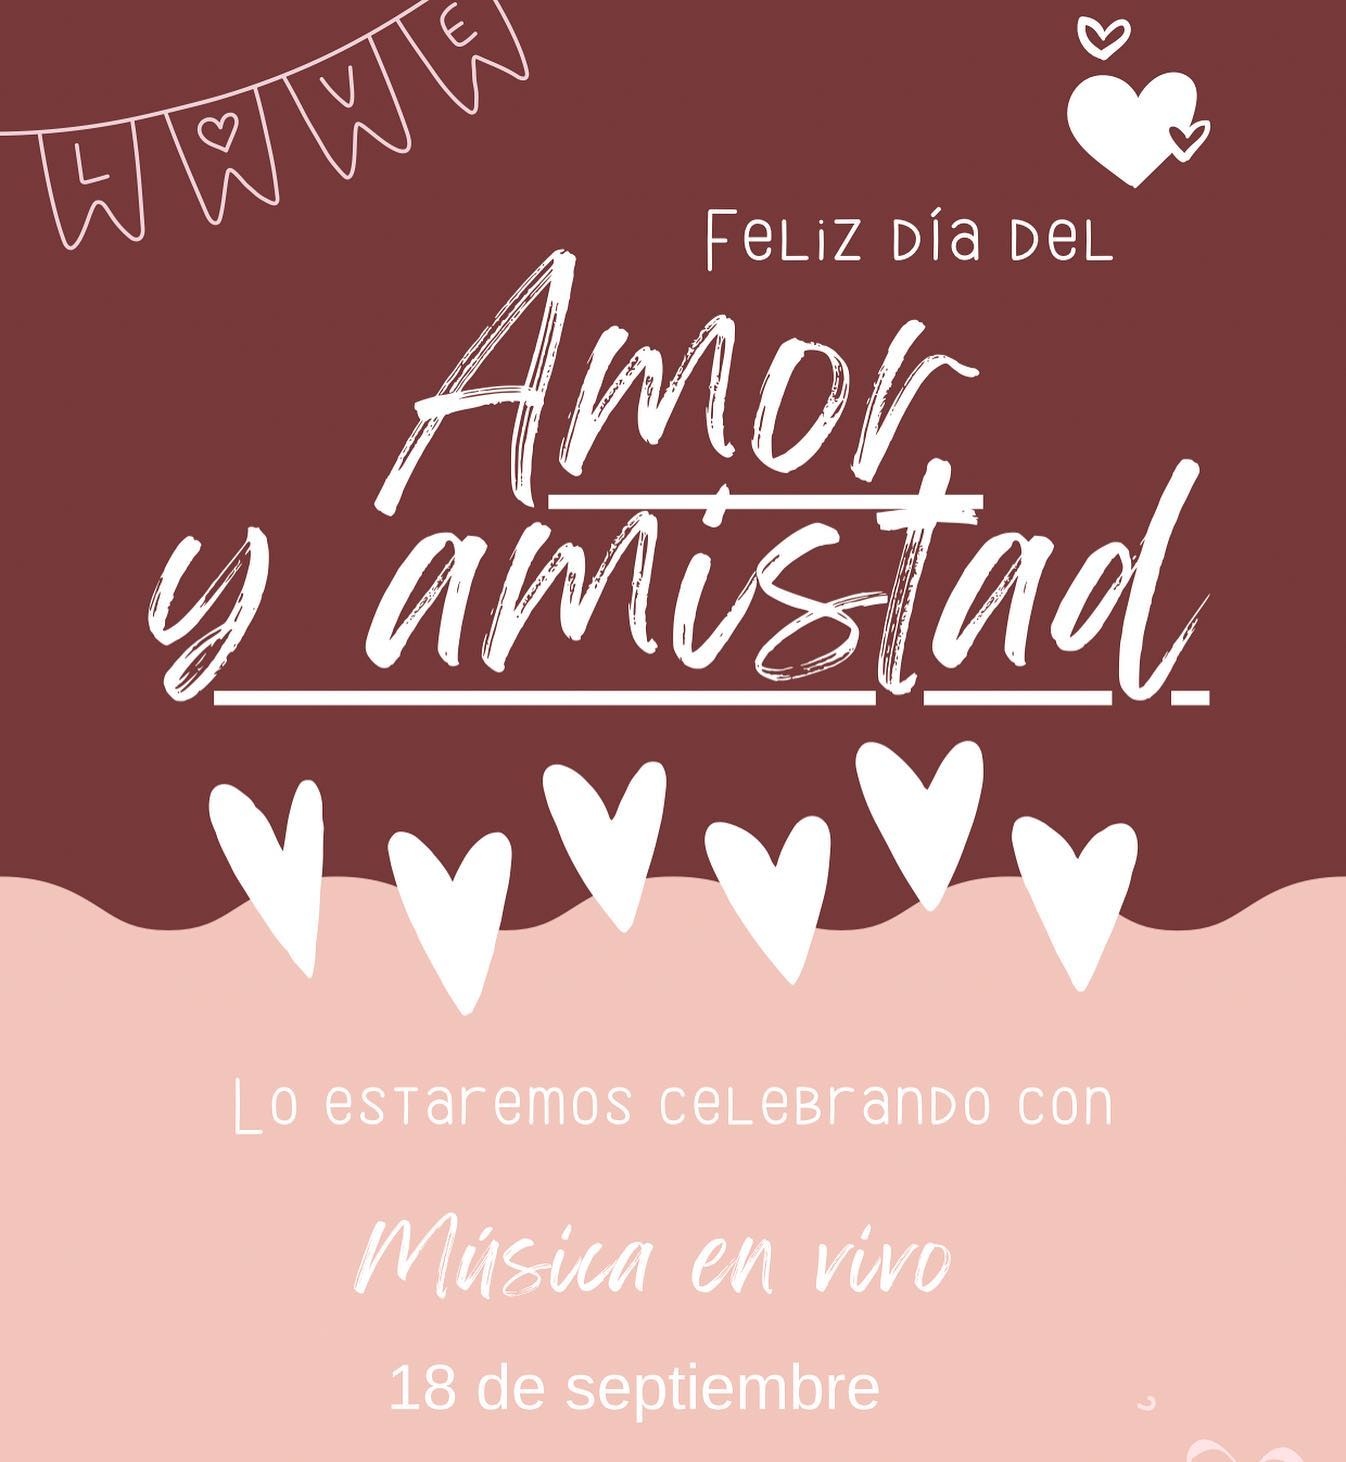 LOVE
Feliz día del
Amor
y amistad
Lo estaremos celebrando con
Música en vivo
18 de septiembre